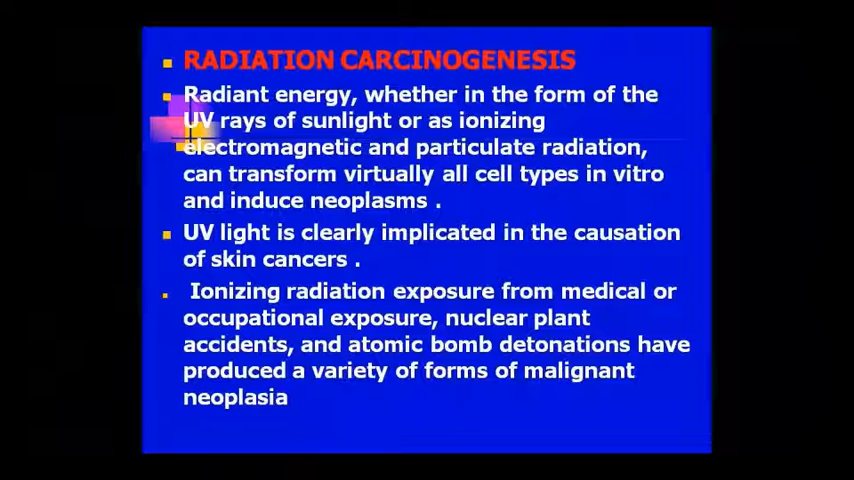 RADIATION CARCINOGENESIS
Radiant energy, whether in the form of the
UV rays of sunlight or as ionizing
electromagnetic and particulate radiation,
can transform virtually all cell types in vitro
and induce neoplasms .
UV light is clearly implicated in the causation
of skin cancers .
Ionizing radiation exposure from medical or
occupational exposure, nuclear plant
accidents, and atomic bomb detonations have
produced a variety of forms of malignant
neoplasia